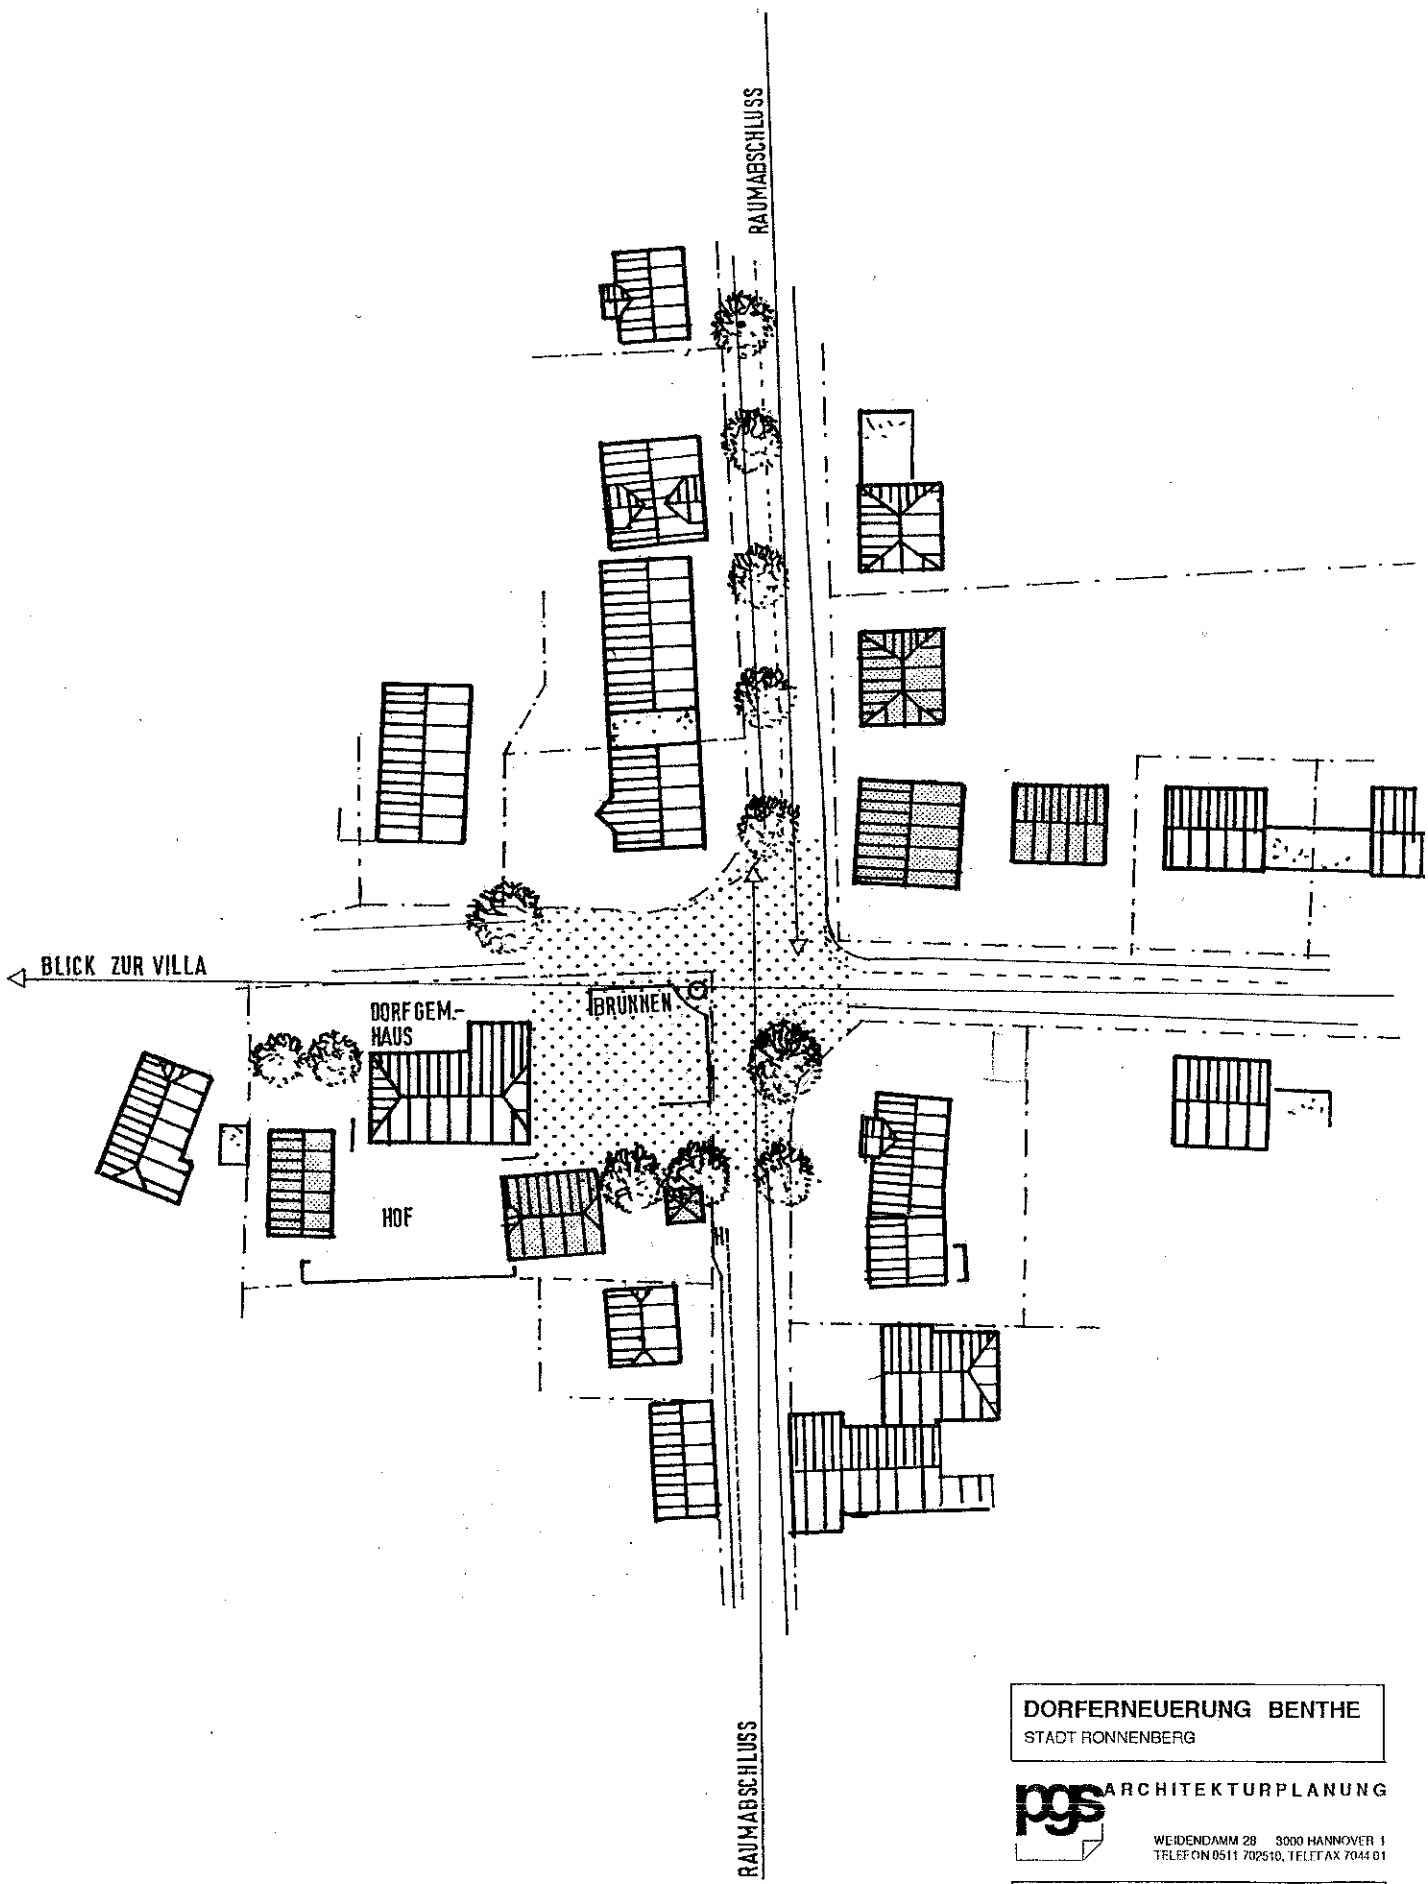 RAUMABSCHLUSS
BLICK ZUR VILLA
DORFGEM.-
HAUS
BRUNNEN
HOF
H
RAUMABSCHLUSS
DORFERNEUERUNG BENTHE
STADT RONNENBERG
pgs ARCHITEKTURPLANUNG
WEIDENDAMM 28 3000 HANNOVER 1
TELEFON 0511 702510, TELEFAX 7044 01